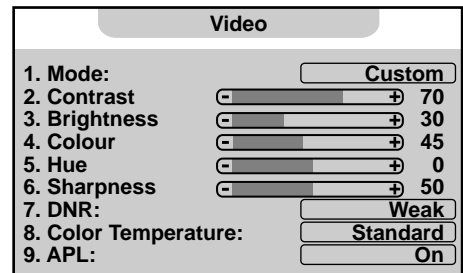 Video
1. Mode: Custom
2. Contrast - + 70
3. Brightness - + 30
4. Colour - + 45
5. Hue - + 0
6. Sharpness - + 50
7. DNR: Weak
8. Color Temperature: Standard
9. APL: On